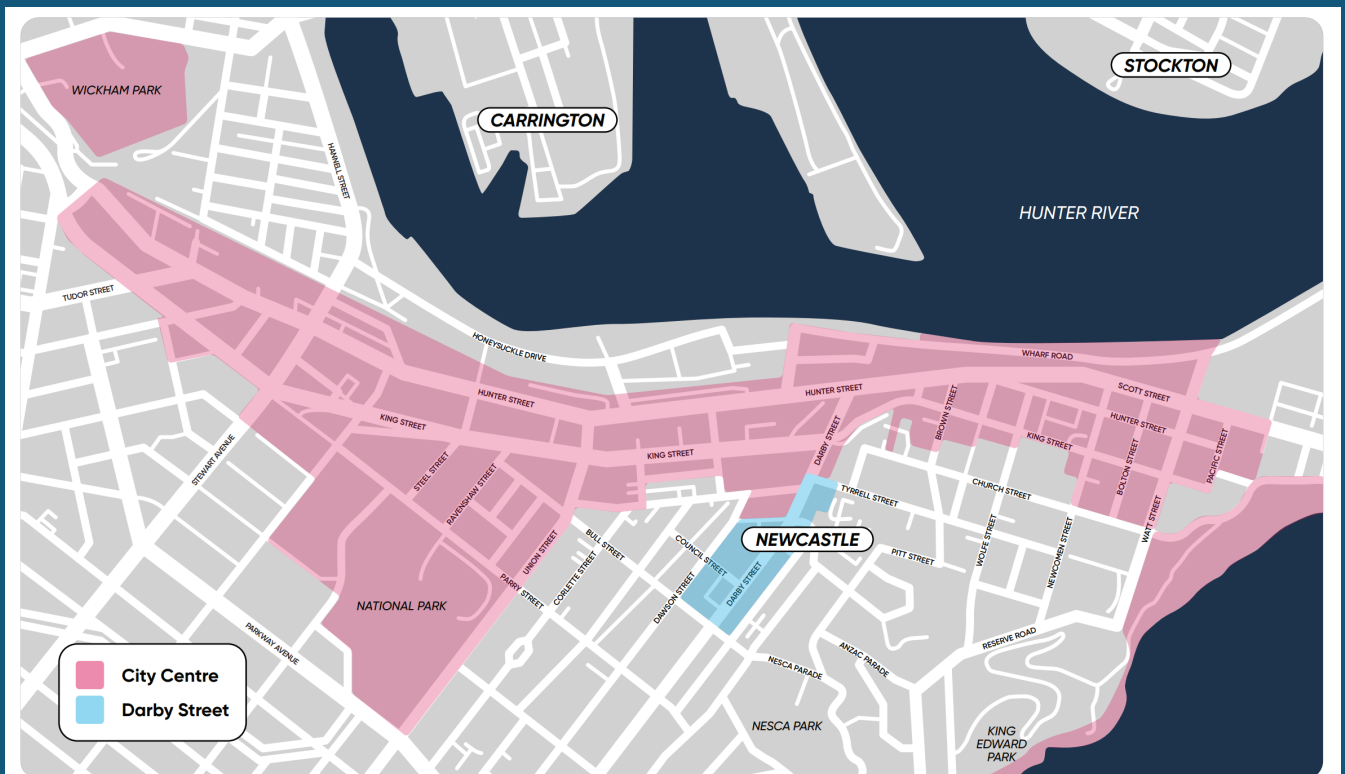 WICKHAM PARK
CARRINGTON
STOCKTON
HANNELL STREET
HUNTER RIVER
TUDOR STREET
HONEYSUCKLE DRIVE
WHARF ROAD
HUNTER STREET
HUNTER STREET
SCOTT STREET
HUNTER STREET
KING STREET
KING STREET
KING STREET
DARBY STREET
BROWN STREET
BOLTON STREET
PACIFIC STREET
STEWART AVENUE
STEEL STREET
RAVENSHAW STREET
TYRRELL STREET
CHURCH STREET
WATT STREET
NEWCASTLE
UNION STREET
BULL STREET
COUNCIL STREET
PITT STREET
WOLFE STREET
NEWCOMEN STREET
PARRY STREET
CORLETTE STREET
DAWSON STREET
DARBY STREET
NATIONAL PARK
PARKWAY AVENUE
RESERVE ROAD
NESCA PARADE
ANZAC PARADE
NESCA PARK
KING
EDWARD
PARK
City Centre
Darby Street